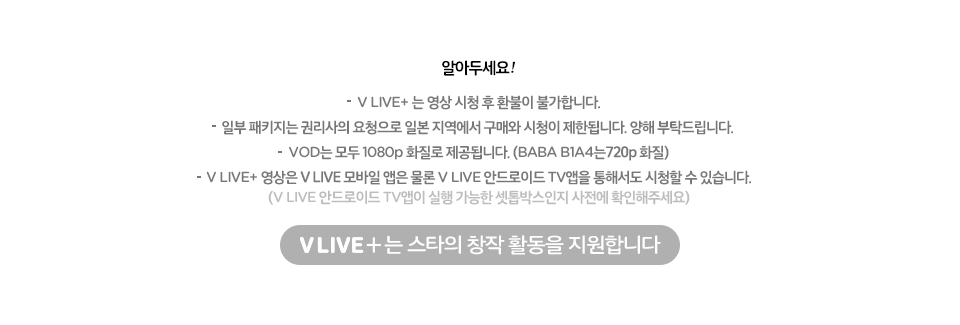 알아두세요!
- V LIVE+ 는 영상 시청 후 환불이 불가합니다.
- 일부 패키지는 권리사의 요청으로 일본 지역에서 구매와 시청이 제한됩니다. 양해 부탁드립니다.
- VOD는 모두 1080p 화질로 제공됩니다. (BABA B1A4는720p 화질)
- V LIVE+ 영상은 V LIVE 모바일 앱은 물론 V LIVE 안드로이드 TV앱을 통해서도 시청할 수 있습니다.
(V LIVE 안드로이드 TV앱이 실행 가능한 셋톱박스인지 사전에 확인해주세요)
V LIVE+는 스타의 창작 활동을 지원합니다